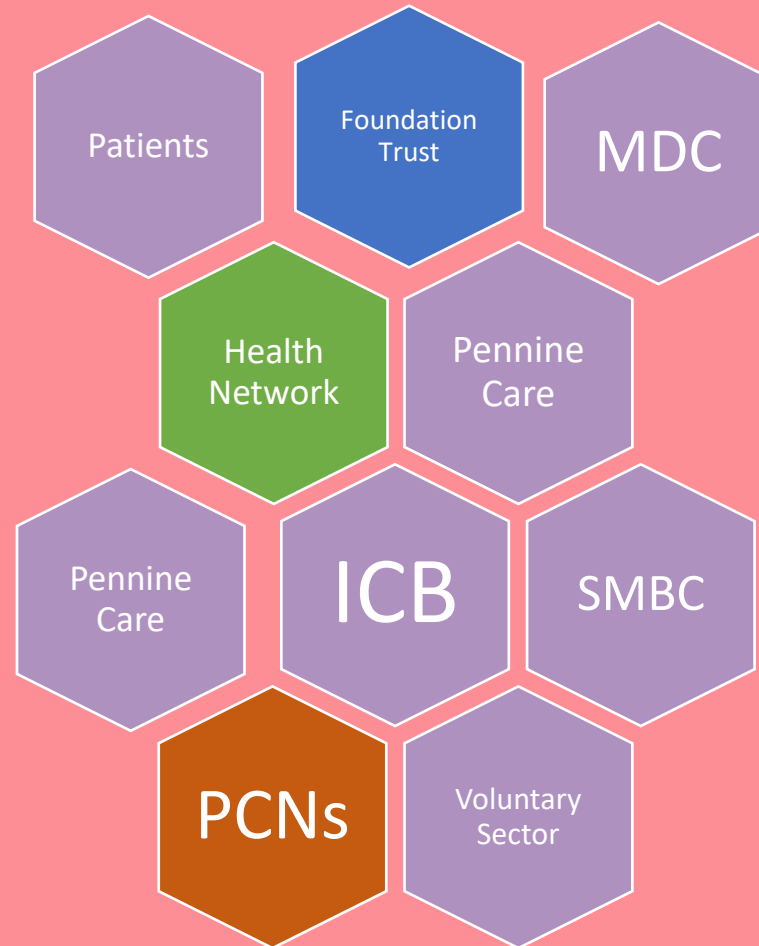 Patients
Foundation
Trust
MDC
Health
Network
Pennine
Care
Pennine
Care
ICB
SMBC
PCNs
Voluntary
Sector